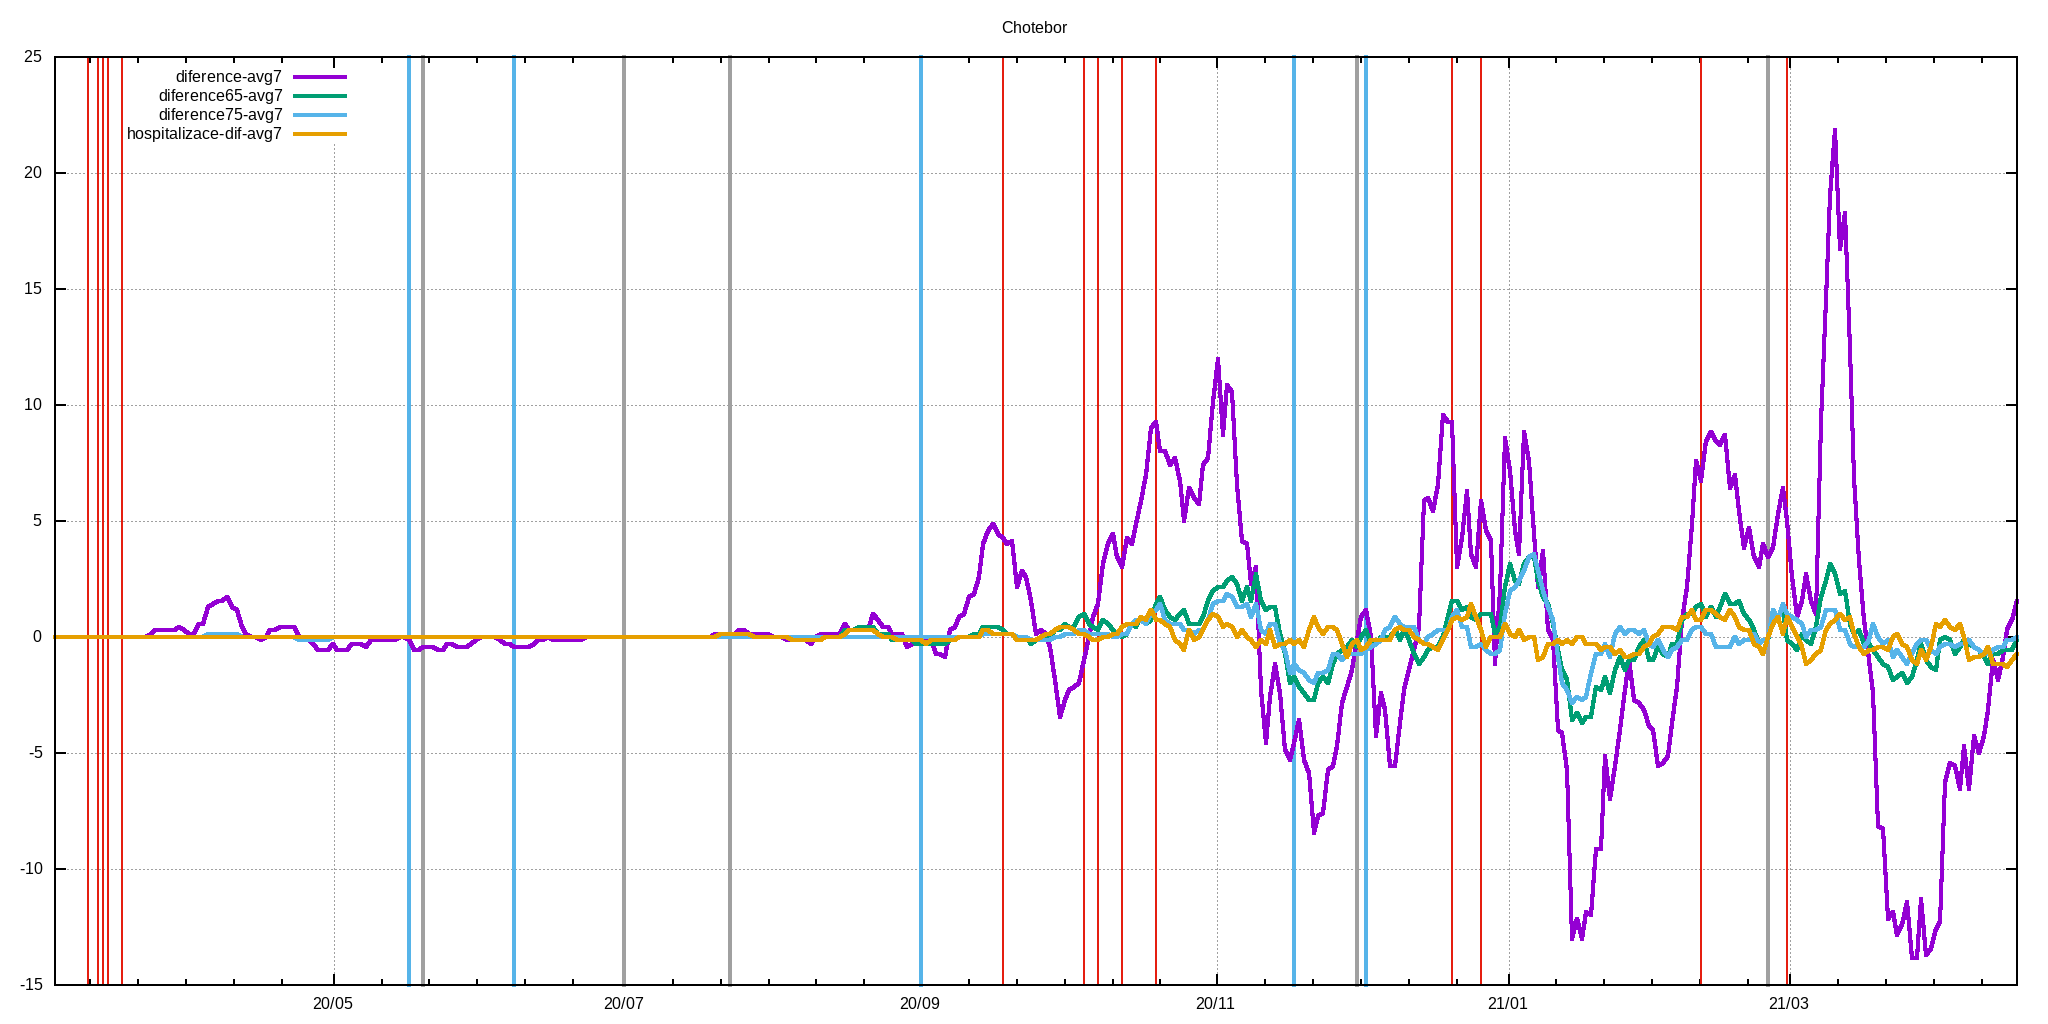 Chotebor
25
diference-avg7
diference65-avg7
diference75-avg7
hospitalizace-dif-avg7
20
15
10
5
0
-5
-10
-15
20/05 20/07 20/09 20/11 21/01 21/03